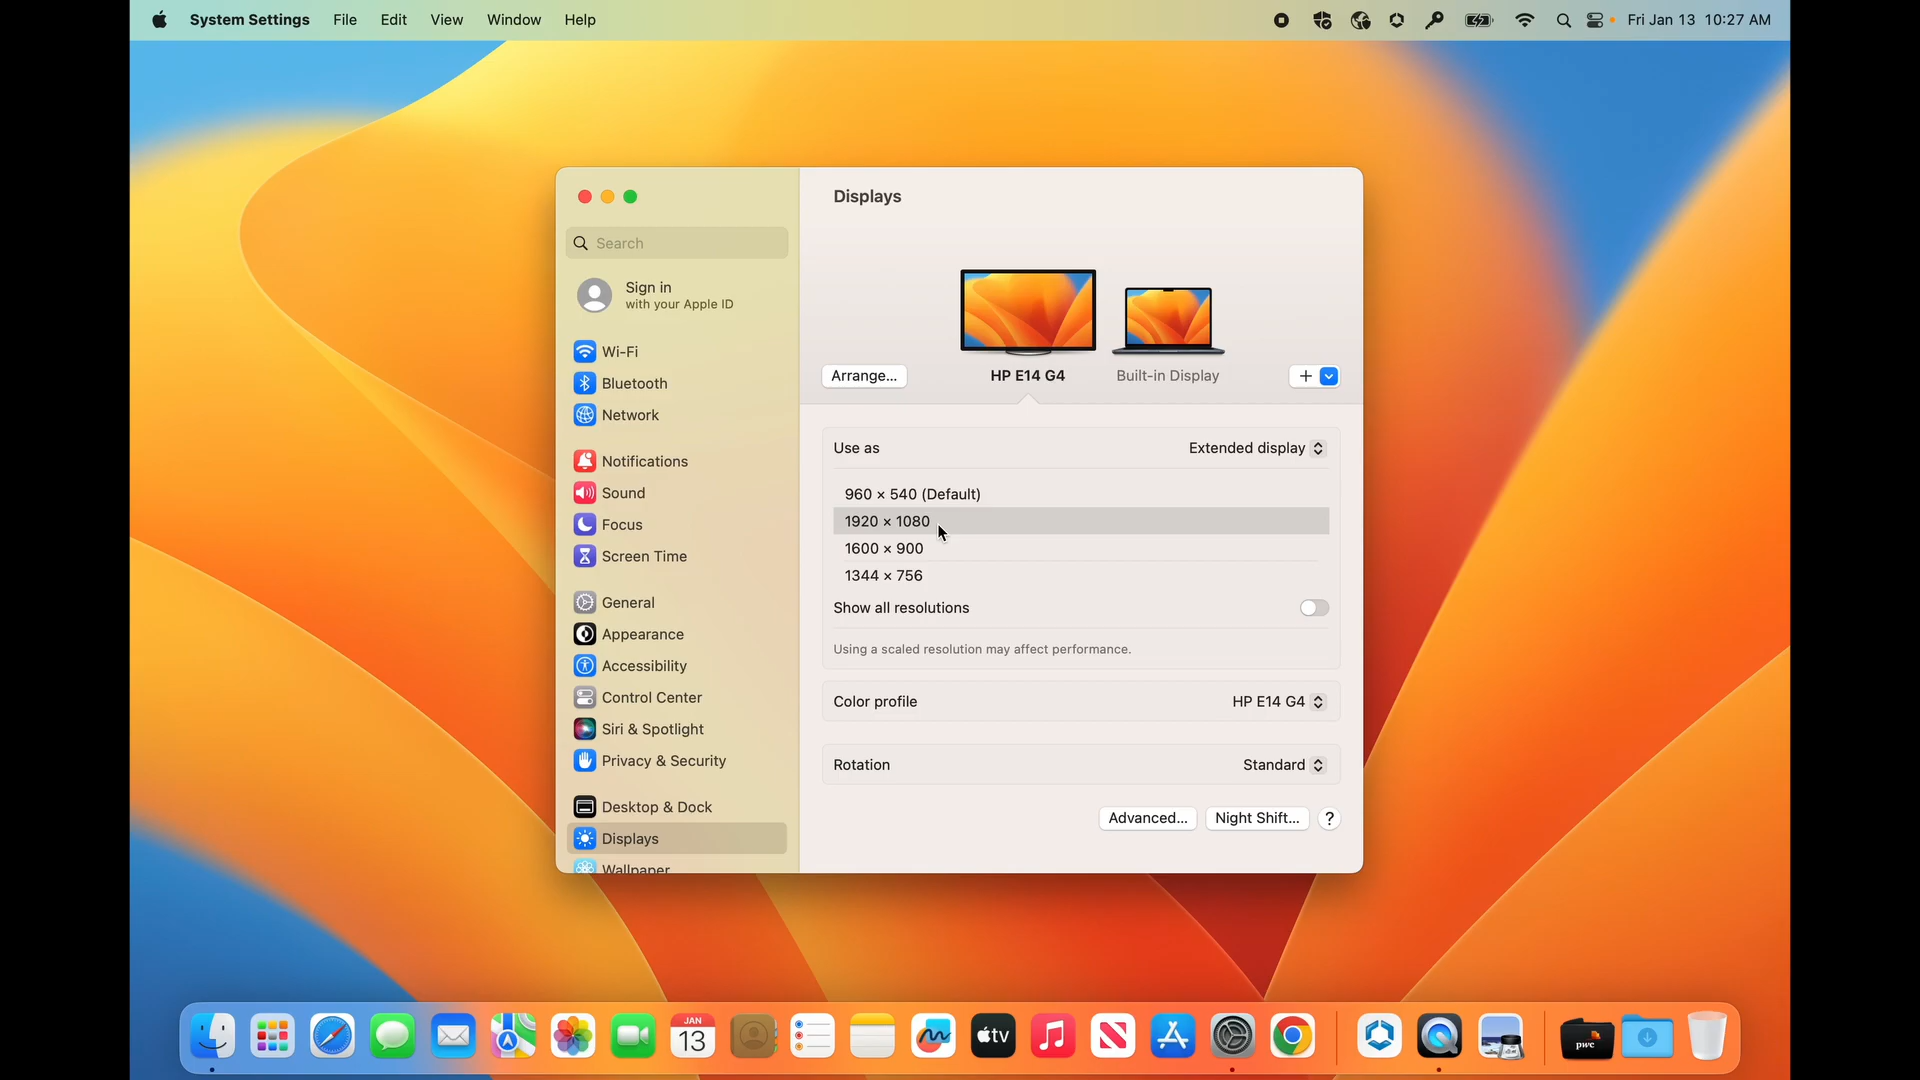 System Settings File Edit View Window Help Fri Jan 13 10:27 AM
Displays
Search
Sign in
with your Apple ID
Wi-Fi
Bluetooth
Network
Notifications
Sound
Focus
Screen Time
General
Appearance
Accessibility
Control Center
Siri & Spotlight
Privacy & Security
Desktop & Dock
Displays
Wallpaper
Arrange... HP E14 G4 Built-in Display +
Use as Extended display
960 × 540 (Default)
1920 × 1080
1600 × 900
1344 × 756
Show all resolutions
Using a scaled resolution may affect performance.
Color profile HP E14 G4
Rotation Standard
Advanced... Night Shift... ?
JAN
13
tv
pwc